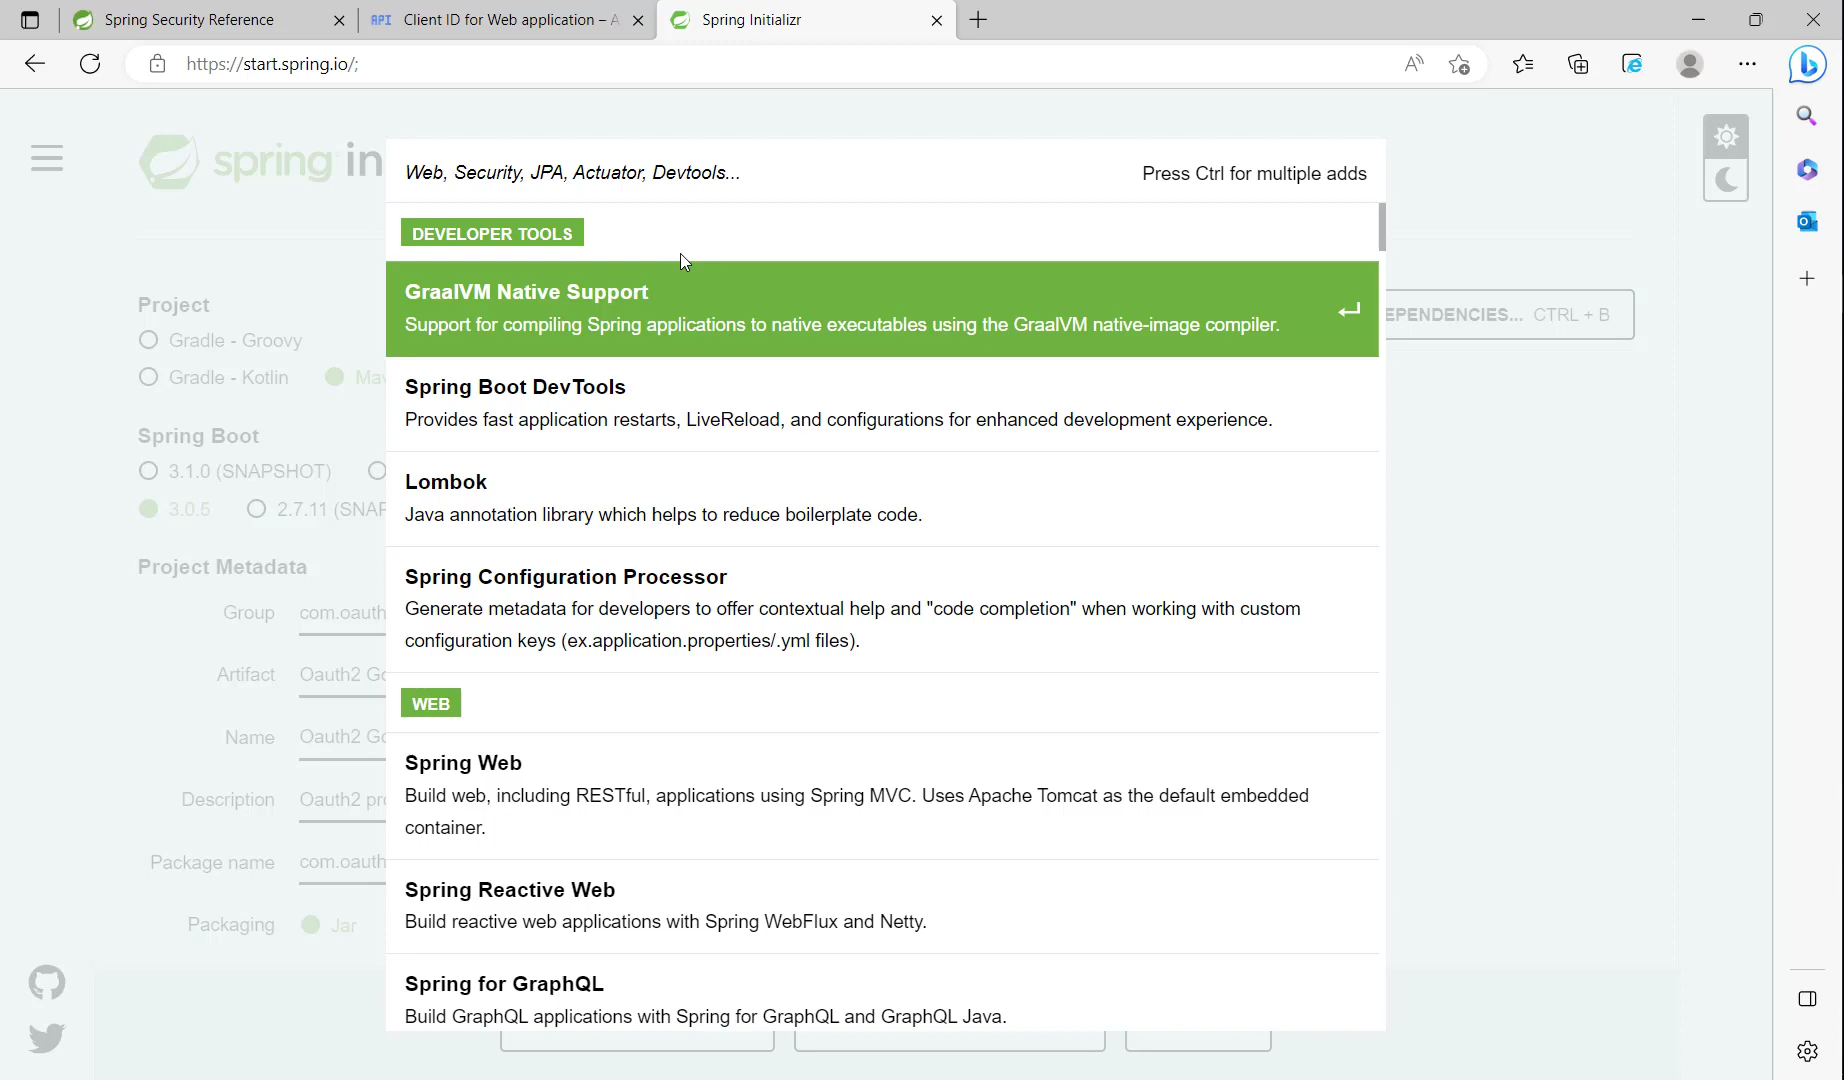 Spring Security Reference
API Client ID for Web application – A
Spring Initializr
https://start.spring.io/;
spring in
Web, Security, JPA, Actuator, Devtools...
Press Ctrl for multiple adds
DEVELOPER TOOLS
GraalVM Native Support
Support for compiling Spring applications to native executables using the GraalVM native-image compiler.
EPENDENCIES... CTRL + B
Project
Gradle - Groovy
Gradle - Kotlin
Mav
Spring Boot DevTools
Provides fast application restarts, LiveReload, and configurations for enhanced development experience.
Spring Boot
3.1.0 (SNAPSHOT)
3.0.5
2.7.11 (SNAP
Lombok
Java annotation library which helps to reduce boilerplate code.
Project Metadata
Group com.oauth
Artifact Oauth2 Go
Name Oauth2 Go
Description Oauth2 pro
Package name com.oauth
Packaging Jar
Spring Configuration Processor
Generate metadata for developers to offer contextual help and "code completion" when working with custom
configuration keys (ex.application.properties/.yml files).
WEB
Spring Web
Build web, including RESTful, applications using Spring MVC. Uses Apache Tomcat as the default embedded
container.
Spring Reactive Web
Build reactive web applications with Spring WebFlux and Netty.
Spring for GraphQL
Build GraphQL applications with Spring for GraphQL and GraphQL Java.